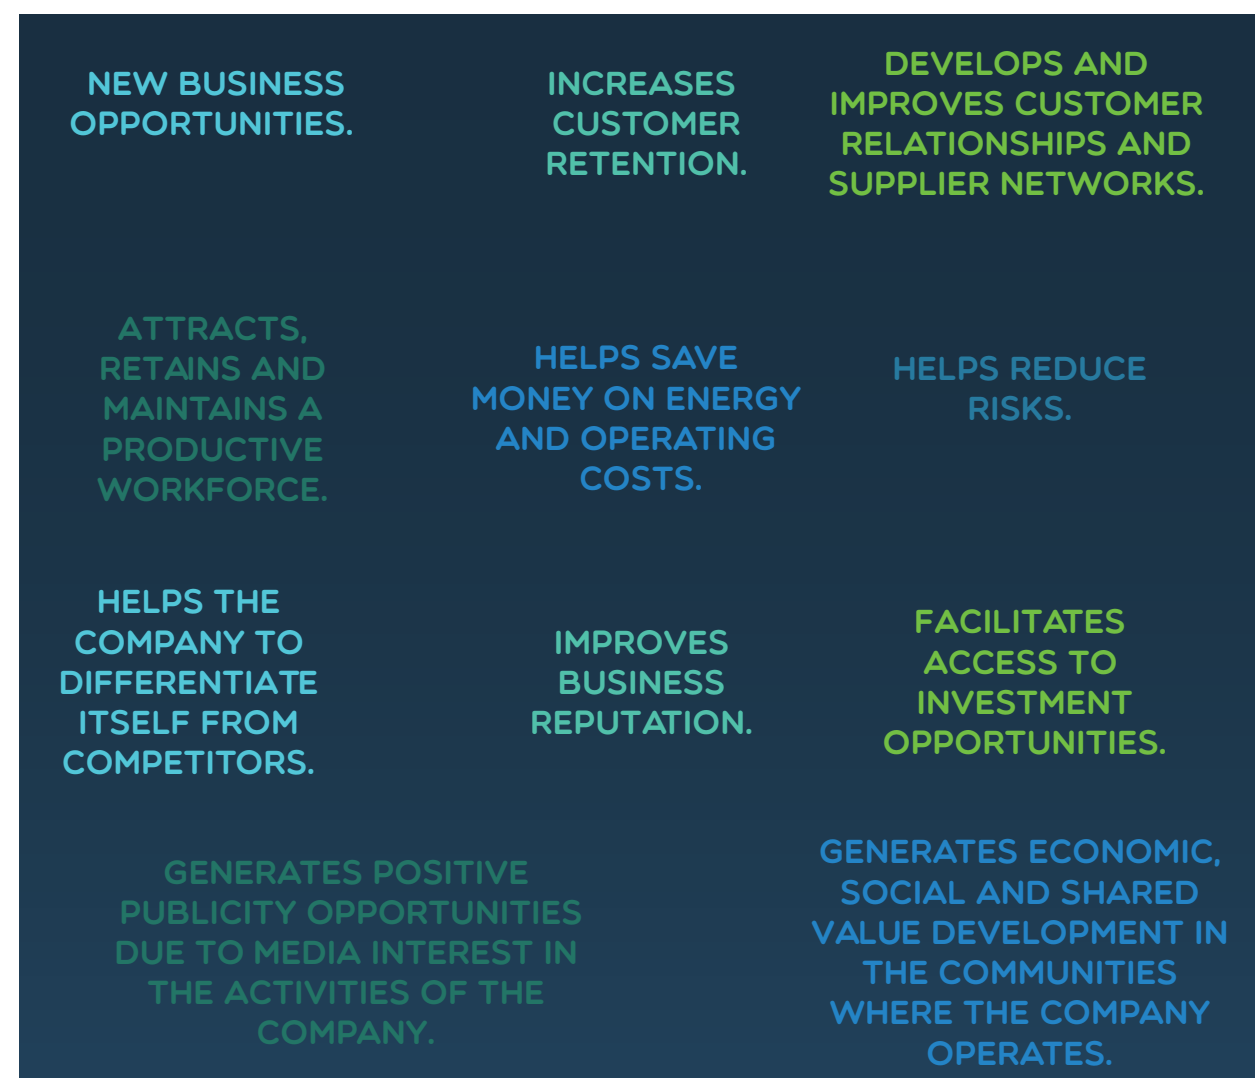 NEW BUSINESS
OPPORTUNITIES.
INCREASES
CUSTOMER
RETENTION.
DEVELOPS AND
IMPROVES CUSTOMER
RELATIONSHIPS AND
SUPPLIER NETWORKS.
ATTRACTS,
RETAINS AND
MAINTAINS A
PRODUCTIVE
WORKFORCE.
HELPS SAVE
MONEY ON ENERGY
AND OPERATING
COSTS.
HELPS REDUCE
RISKS.
HELPS THE
COMPANY TO
DIFFERENTIATE
ITSELF FROM
COMPETITORS.
IMPROVES
BUSINESS
REPUTATION.
FACILITATES
ACCESS TO
INVESTMENT
OPPORTUNITIES.
GENERATES POSITIVE
PUBLICITY OPPORTUNITIES
DUE TO MEDIA INTEREST IN
THE ACTIVITIES OF THE
COMPANY.
GENERATES ECONOMIC,
SOCIAL AND SHARED
VALUE DEVELOPMENT IN
THE COMMUNITIES
WHERE THE COMPANY
OPERATES.